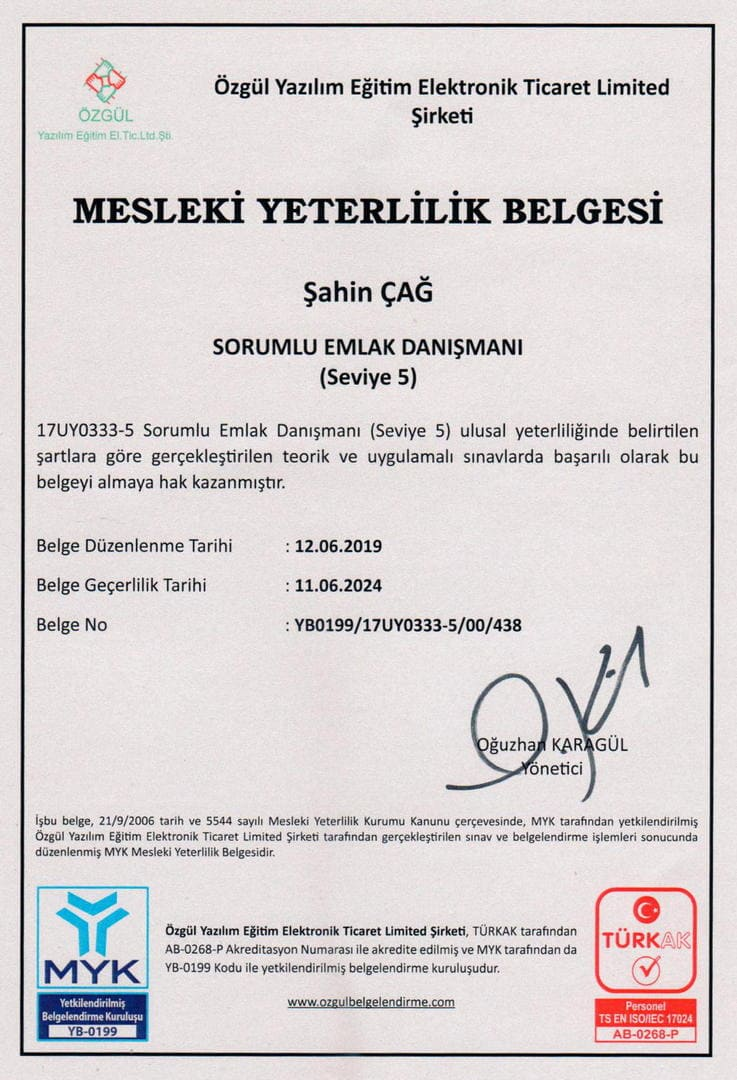 ÖZGÜL
Yazılım Eğitim El.Tic.Ltd.Şti.
Özgül Yazılım Eğitim Elektronik Ticaret Limited
Şirketi
MESLEKİ YETERLİLİK BELGESİ
Şahin ÇAĞ
SORUMLU EMLAK DANIŞMANI
(Seviye 5)
17UY0333-5 Sorumlu Emlak Danışmanı (Seviye 5) ulusal yeterliliğinde belirtilen
şartlara göre gerçekleştirilen teorik ve uygulamalı sınavlarda başarılı olarak bu
belgeyi almaya hak kazanmıştır.
Belge Düzenlenme Tarihi : 12.06.2019
Belge Geçerlilik Tarihi : 11.06.2024
Belge No : YB0199/17UY0333-5/00/438
Oğuzhan KARAGÜL
Yönetici
İşbu belge, 21/9/2006 tarih ve 5544 sayılı Mesleki Yeterlilik Kurumu Kanunu çerçevesinde, MYK tarafından yetkilendirilmiş
Özgül Yazılım Eğitim Elektronik Ticaret Limited Şirketi tarafından gerçekleştirilen sınav ve belgelendirme işlemleri sonucunda
düzenlenmiş MYK Mesleki Yeterlilik Belgesidir.
MYK
Yetkilendirilmiş
Belgelendirme Kuruluşu
YB-0199
Özgül Yazılım Eğitim Elektronik Ticaret Limited Şirketi, TÜRKAK tarafından
AB-0268-P Akreditasyon Numarası ile akredite edilmiş ve MYK tarafından da
YB-0199 Kodu ile yetkilendirilmiş belgelendirme kuruluşudur.
www.ozgulbelgelendirme.com
TÜRKAK
Personel
TS EN ISO/IEC 17024
AB-0268-P